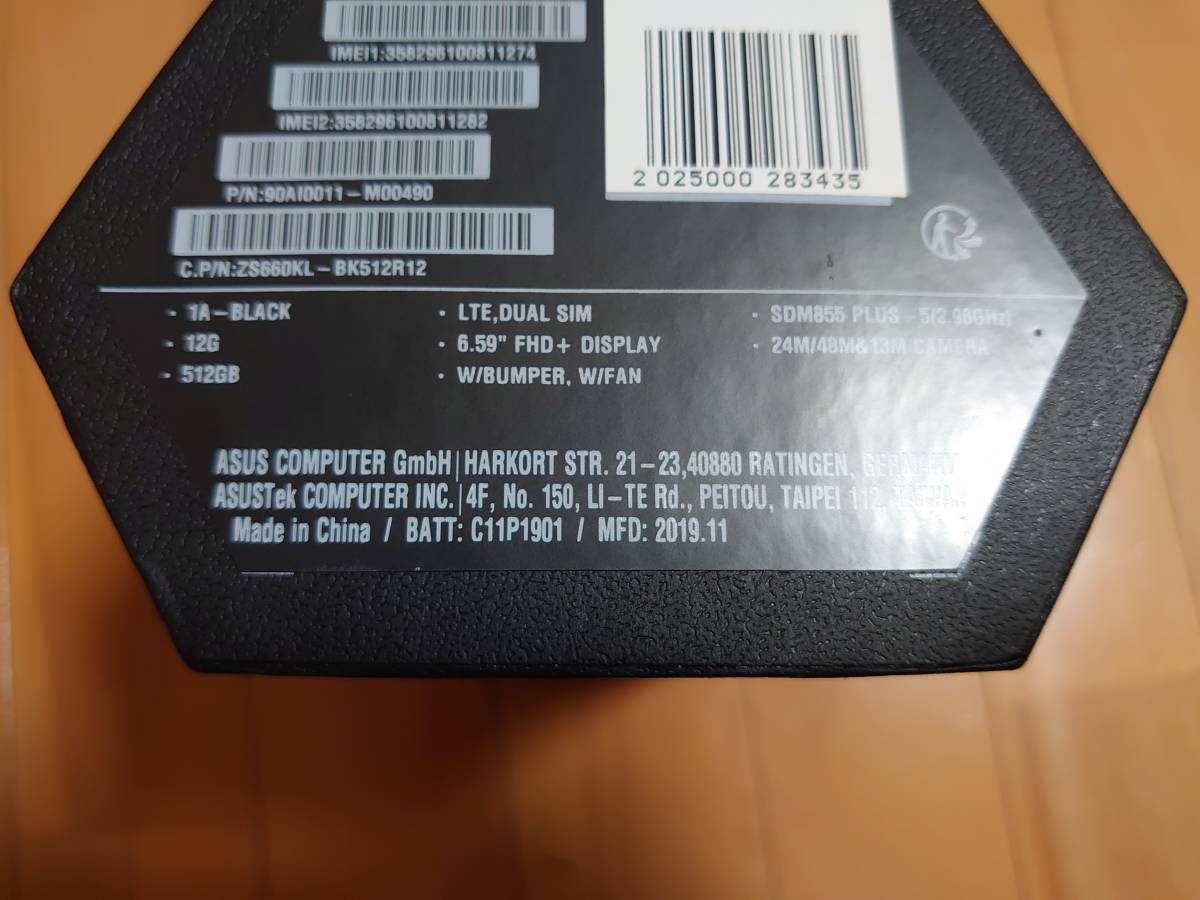 IMEI1:358296100811274
IMEI2:358296100811282
P/N:90AI0011-M00490
C.P/N:ZS660KL-BK512R12
2 025000 283435
· 1A-BLACK
· 12G
· 512GB
· LTE,DUAL SIM
· 6.59" FHD+ DISPLAY
· W/BUMPER, W/FAN
· SDM855 PLUS-5(2.96GHz)
· 24M/48M&13M CAMERA
ASUS COMPUTER GmbH|HARKORT STR. 21-23,40880 RATINGEN, GERMANY
ASUSTek COMPUTER INC.|4F, No. 150, LI-TE Rd., PEITOU, TAIPEI 112, TAIWAN
Made in China / BATT: C11P1901 / MFD: 2019.11